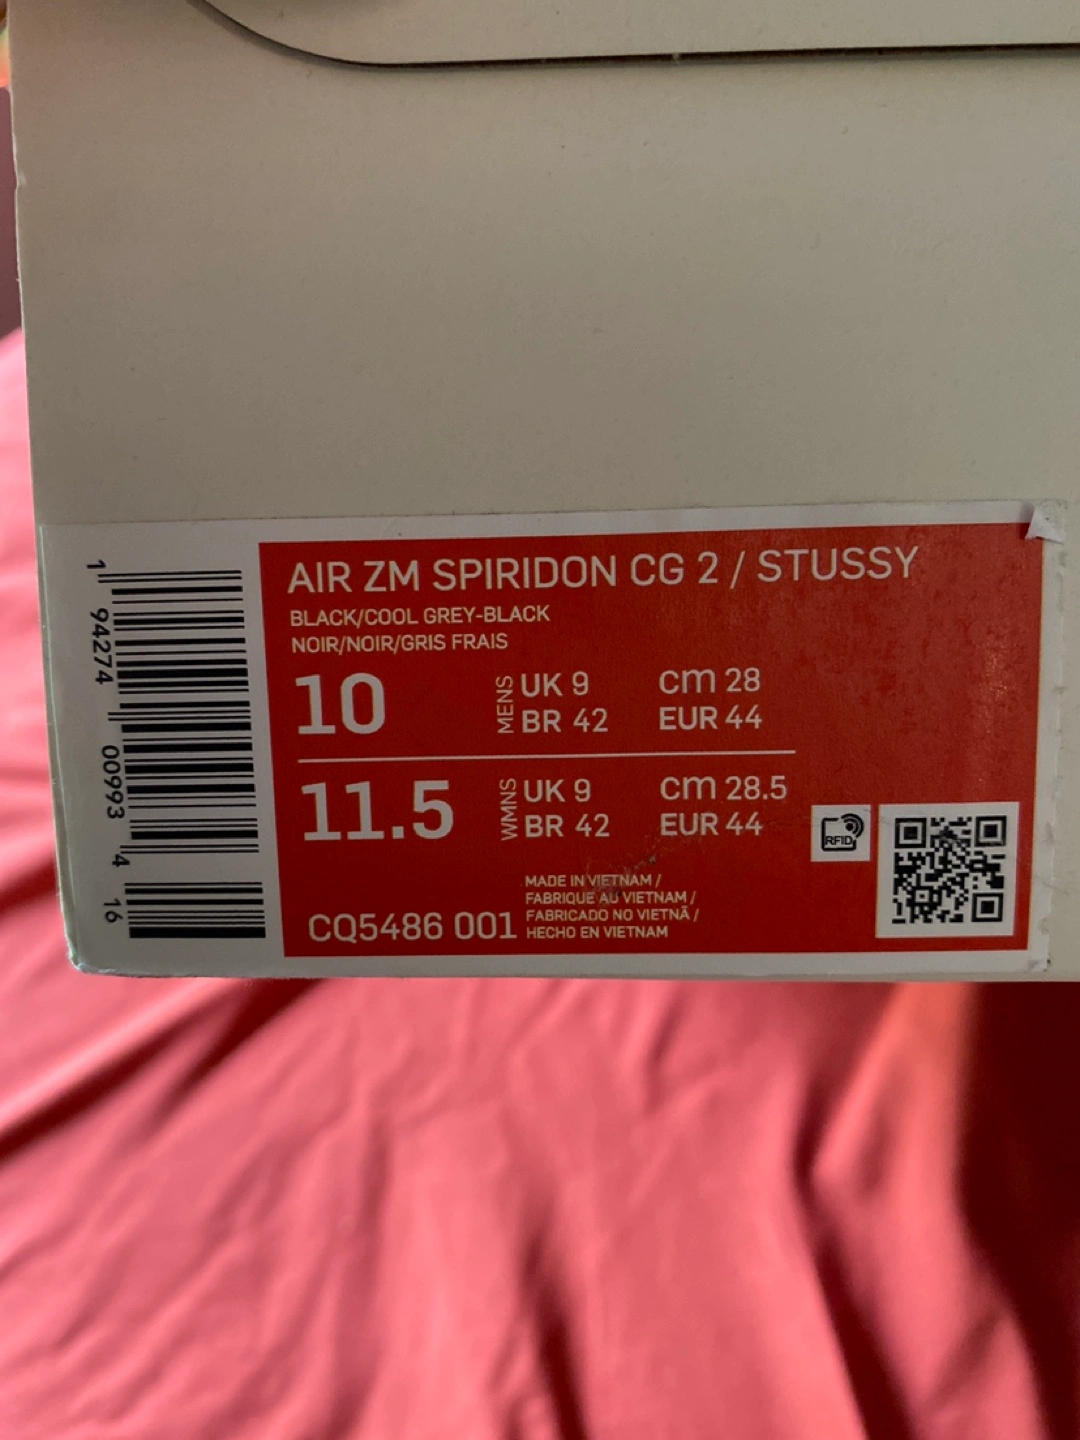 AIR ZM SPIRIDON CG 2 / STUSSY
BLACK/COOL GREY-BLACK
NOIR/NOIR/GRIS FRAIS
10 MENS UK 9 cm 28
BR 42 EUR 44
11.5 WMNS UK 9 cm 28.5
BR 42 EUR 44
RFID
MADE IN VIETNAM /
FABRIQUE AU VIETNAM /
FABRICADO NO VIETNÃ /
HECHO EN VIETNAM
CQ5486 001
1 94274 00993 4 16